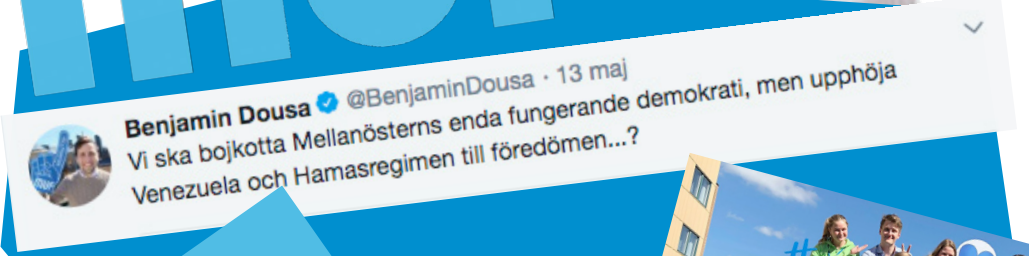 Benjamin Dousa @BenjaminDousa · 13 maj
Vi ska bojkotta Mellanösterns enda fungerande demokrati, men upphöja
Venezuela och Hamasregimen till föredömen...?
#